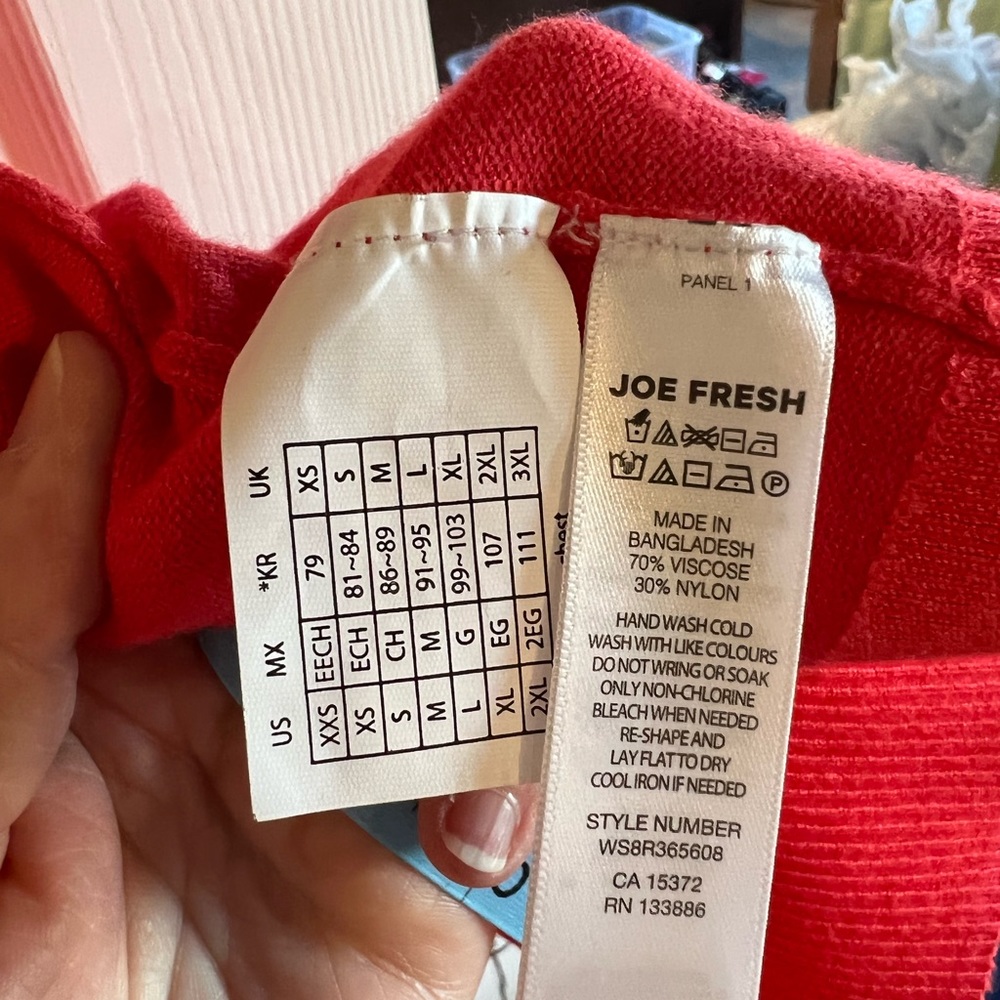 UK XS S M L XL 2XL 3XL
*KR 79 81~84 86~89 91~95 99~103 107 111
MX EECH ECH CH M G EG 2EG
US XXS XS S M L XL 2XL
chest
PANEL 1
JOE FRESH
P
MADE IN
BANGLADESH
70% VISCOSE
30% NYLON
HAND WASH COLD
WASH WITH LIKE COLOURS
DO NOT WRING OR SOAK
ONLY NON-CHLORINE
BLEACH WHEN NEEDED
RE-SHAPE AND
LAY FLAT TO DRY
COOL IRON IF NEEDED
STYLE NUMBER
WS8R365608
CA 15372
RN 133886